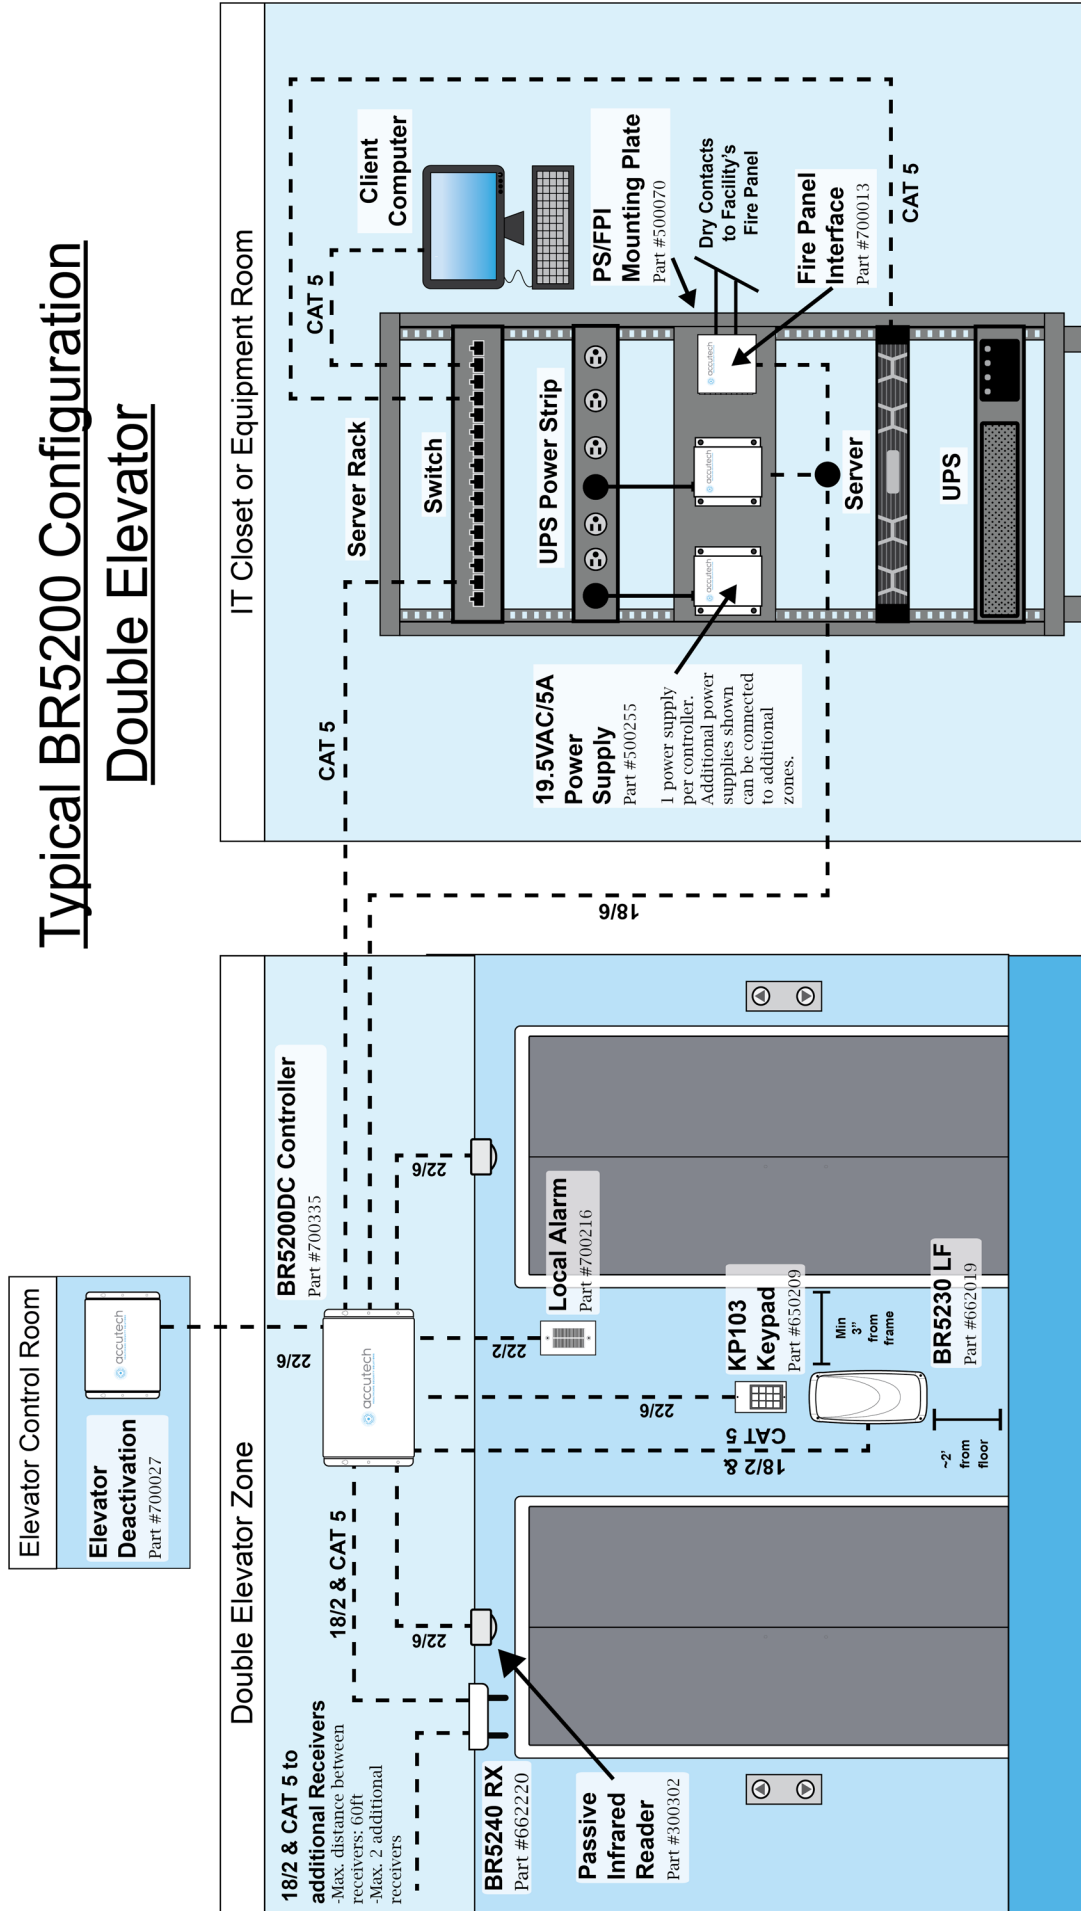 Typical BR5200 Configuration
Double Elevator
Elevator Control Room
Elevator
Deactivation
Part #700027
accutech
22/6
Double Elevator Zone
BR5200DC Controller
Part #700335
accutech
18/2 & CAT 5 to
additional Receivers
-Max. distance between
receivers: 60ft
-Max. 2 additional
receivers
18/2 & CAT 5
22/6
22/6
22/2
22/6
18/2 &
CAT 5
BR5240 RX
Part #662220
Passive
Infrared
Reader
Part #300302
Local Alarm
Part #700216
KP103
Keypad
Part #650209
Min
3"
from
frame
BR5230 LF
Part #662019
~2'
from
floor
CAT 5
18/6
IT Closet or Equipment Room
Server Rack
CAT 5
Client
Computer
Switch
UPS Power Strip
19.5VAC/5A
Power
Supply
Part #500255
1 power supply
per controller.
Additional power
supplies shown
can be connected
to additional
zones.
accutech
accutech
accutech
PS/FPI
Mounting Plate
Part #500070
Dry Contacts
to Facility's
Fire Panel
Fire Panel
Interface
Part #700013
Server
CAT 5
UPS